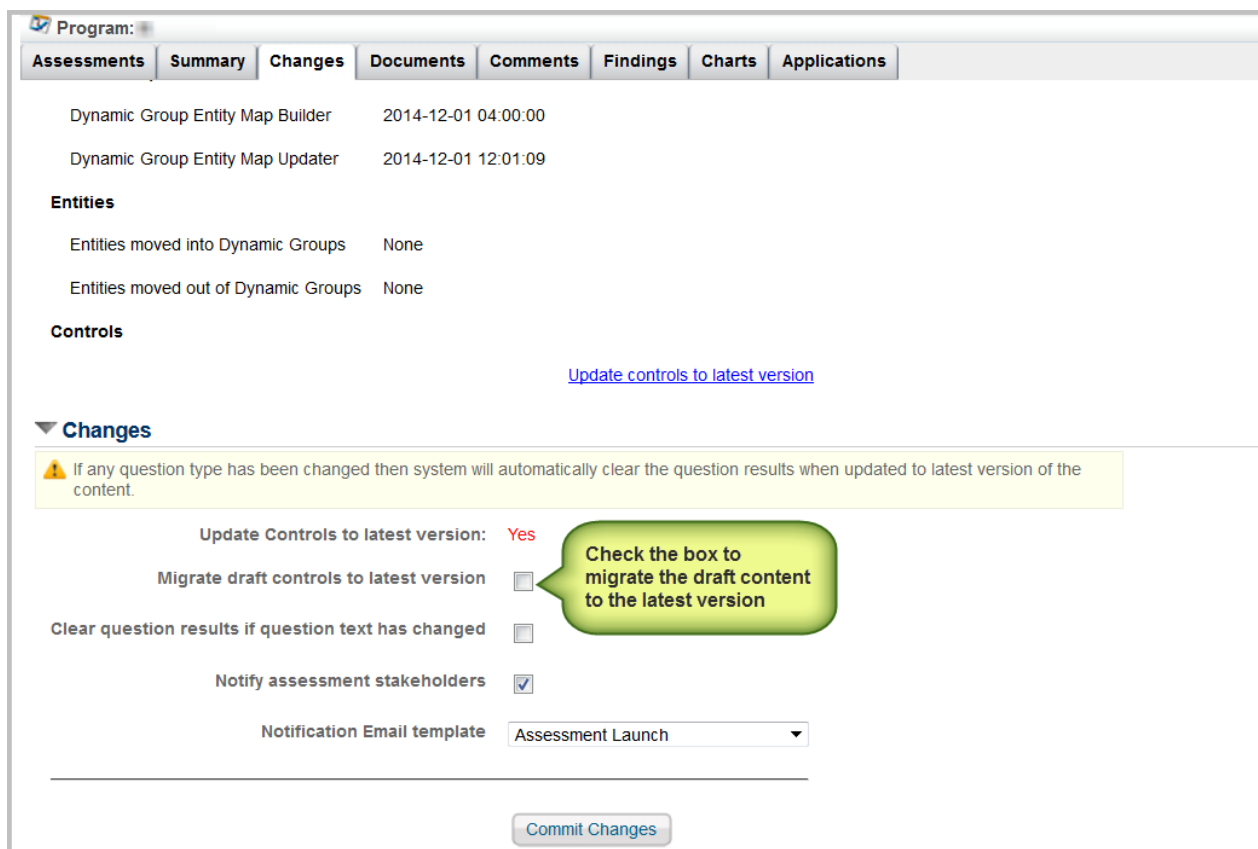 Program:
Assessments Summary Changes Documents Comments Findings Charts Applications
Dynamic Group Entity Map Builder 2014-12-01 04:00:00
Dynamic Group Entity Map Updater 2014-12-01 12:01:09
Entities
Entities moved into Dynamic Groups None
Entities moved out of Dynamic Groups None
Controls
Update controls to latest version
Changes
If any question type has been changed then system will automatically clear the question results when updated to latest version of the
content.
Update Controls to latest version: Yes
Check the box to
migrate the draft content
to the latest version
Migrate draft controls to latest version
Clear question results if question text has changed
Notify assessment stakeholders
Notification Email template Assessment Launch
Commit Changes